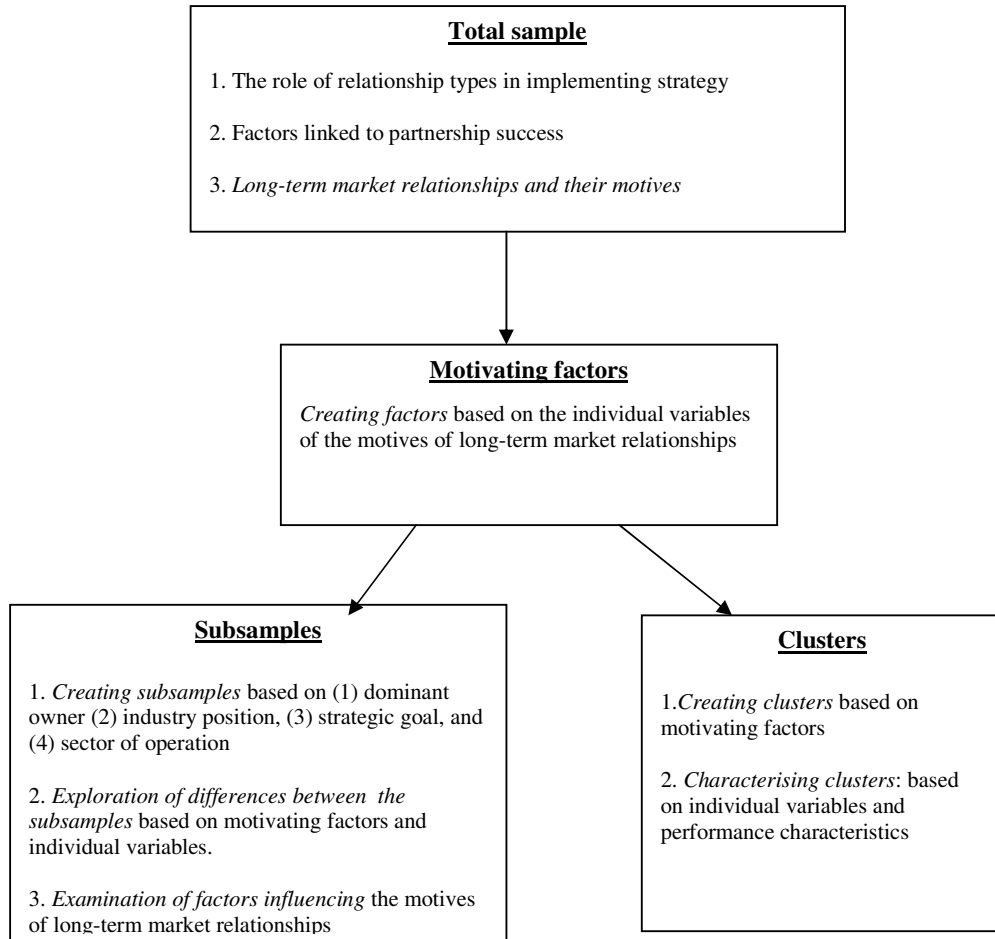 Total sample
1. The role of relationship types in implementing strategy
2. Factors linked to partnership success
3. Long-term market relationships and their motives
Motivating factors
Creating factors based on the individual variables
of the motives of long-term market relationships
Subsamples
1. Creating subsamples based on (1) dominant
owner (2) industry position, (3) strategic goal, and
(4) sector of operation
2. Exploration of differences between the
subsamples based on motivating factors and
individual variables.
3. Examination of factors influencing the motives
of long-term market relationships
Clusters
1.Creating clusters based on
motivating factors
2. Characterising clusters: based
on individual variables and
performance characteristics